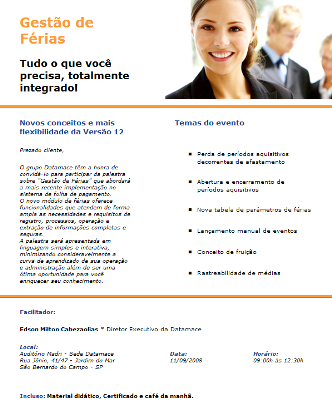 Gestão de
Férias
Tudo o que você
precisa, totalmente
integrado!
Novos conceitos e mais
flexibilidade da Versão 12
Prezado cliente,
O grupo Datamace têm a honra de
convidá-lo para participar da palestra
sobre "Gestão de Férias" que abordará
a mais recente implementação no
sistema de folha de pagamento.
O novo módulo de férias oferece
funcionalidades que atendem de forma
ampla as necessidades e requisitos de
registro, processos, operação e
extração de informações completas e
seguras.
A palestra será apresentada em
linguagem simples e interativa,
minimizando consideravelmente a
curva de aprendizado de sua operação
e administração além de ser uma
ótima oportunidade para você
enriquecer seu conhecimento.
Temas do evento
Perda de períodos aquisitivos
decorrentes de afastamento
Abertura e encerramento de
períodos aquisitivos
Nova tabela de parâmetros de férias
Lançamento manual de eventos
Conceito de fruição
Rastreabilidade de médias
Facilitador:
Edson Milton Cabezaolias * Diretor Executivo da Datamace
Local:
Auditório Madri - Sede Datamace
Rua Jônio, 41/47 - Jardim do Mar
São Bernardo do Campo - SP
Data:
11/09/2008
Horário:
09:00h às 12:30h
Incluso: Material didático, Certificado e café da manhã.